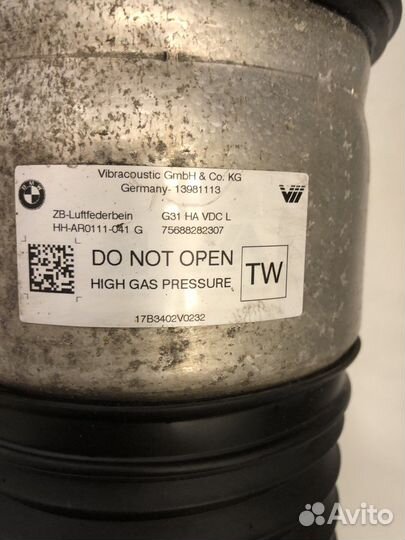 BMW
Vibracoustic GmbH & Co. KG
Germany- 13981113
ZB-Luftfederbein G31 HA VDC L
HH-AR0111-041 G 75688282307
DO NOT OPEN
HIGH GAS PRESSURE
TW
17B3402V0232
Avito